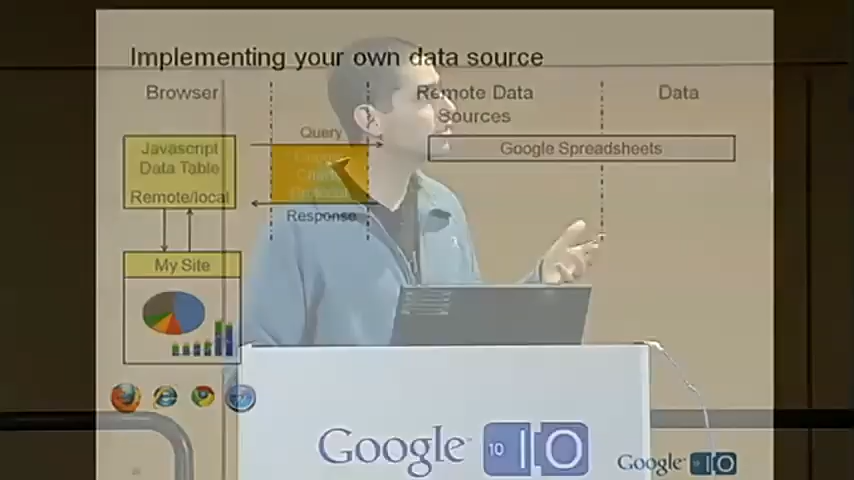 Implementing your own data source
Browser
Remote Data
Sources
Data
Query
Javascript
Data Table
Remote/local
Google Spreadsheets
Response
My Site
Google 10 IO
Google 10 IO